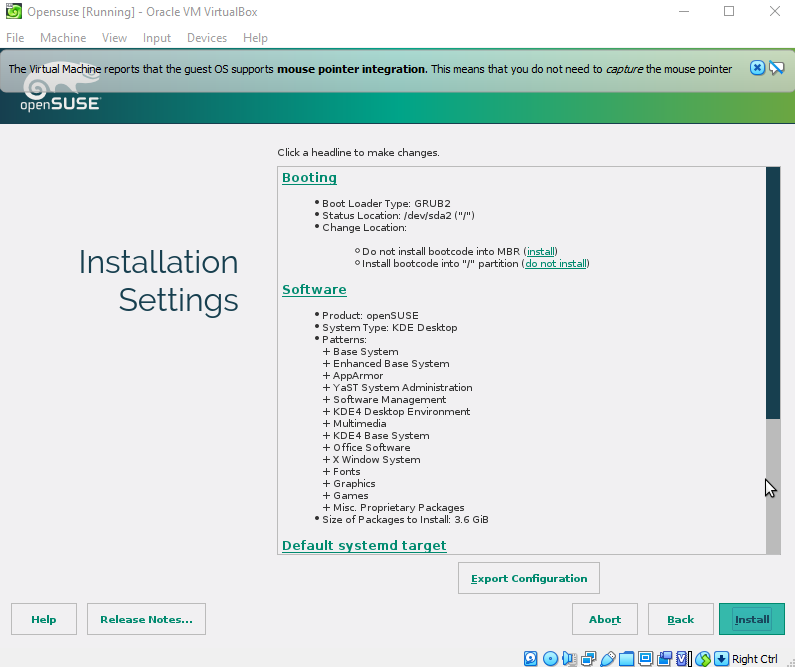 Opensuse [Running] - Oracle VM VirtualBox
File Machine View Input Devices Help
The Virtual Machine reports that the guest OS supports mouse pointer integration. This means that you do not need to capture the mouse pointer
openSUSE
Click a headline to make changes.
Installation
Settings
Booting
• Boot Loader Type: GRUB2
• Status Location: /dev/sda2 ("/")
• Change Location:
○ Do not install bootcode into MBR (install)
○ Install bootcode into "/" partition (do not install)
Software
• Product: openSUSE
• System Type: KDE Desktop
• Patterns:
+ Base System
+ Enhanced Base System
+ AppArmor
+ YaST System Administration
+ Software Management
+ KDE4 Desktop Environment
+ Multimedia
+ KDE4 Base System
+ Office Software
+ X Window System
+ Fonts
+ Graphics
+ Games
+ Misc. Proprietary Packages
• Size of Packages to Install: 3.6 GiB
Default systemd target
Export Configuration
Help Release Notes... Abort Back Install
Right Ctrl